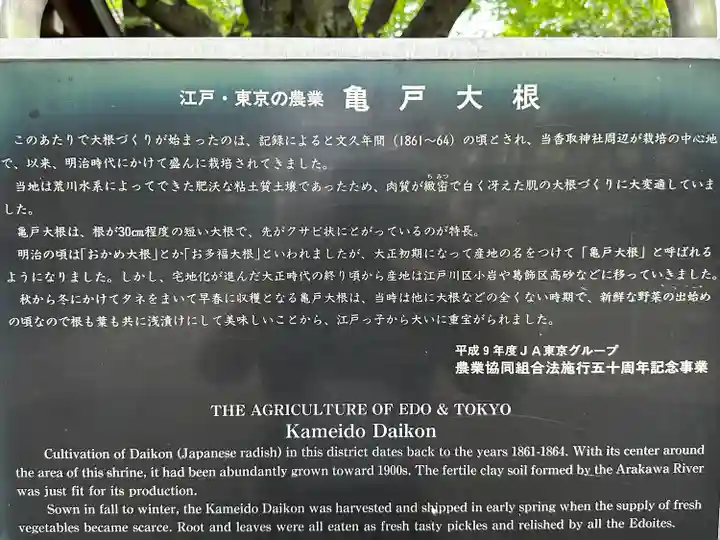 江戸・東京の農業 亀戸大根
このあたりで大根づくりが始まったのは、記録によると文久年間（1861〜64）の頃とされ、当香取神社周辺が栽培の中心地
で、以来、明治時代にかけて盛んに栽培されてきました。
当地は荒川水系によってできた肥沃な粘土質土壌であったため、肉質が緻密で白く冴えた肌の大根づくりに大変適していま
ちみつ
した。
亀戸大根は、根が30㎝程度の短い大根で、先がクサビ状にとがっているのが特長。
明治の頃は「おかめ大根」とか「お多福大根」といわれましたが、大正初期になって産地の名をつけて「亀戸大根」と呼ばれる
ようになりました。しかし、宅地化が進んだ大正時代の終り頃から産地は江戸川区小岩や葛飾区高砂などに移っていきました。
秋から冬にかけてタネをまいて早春に収穫となる亀戸大根は、当時は他に大根などの全くない時期で、新鮮な野菜の出始め
の頃なので根も葉も共に浅漬けにして美味しいことから、江戸っ子から大いに重宝がられました。
平成９年度ＪＡ東京グループ
農業協同組合法施行五十周年記念事業
THE AGRICULTURE OF EDO & TOKYO
Kameido Daikon
Cultivation of Daikon (Japanese radish) in this district dates back to the years 1861-1864. With its center around
the area of this shrine, it had been abundantly grown toward 1900s. The fertile clay soil formed by the Arakawa River
was just fit for its production.
Sown in fall to winter, the Kameido Daikon was harvested and shipped in early spring when the supply of fresh
vegetables became scarce. Root and leaves were all eaten as fresh tasty pickles and relished by all the Edoites.